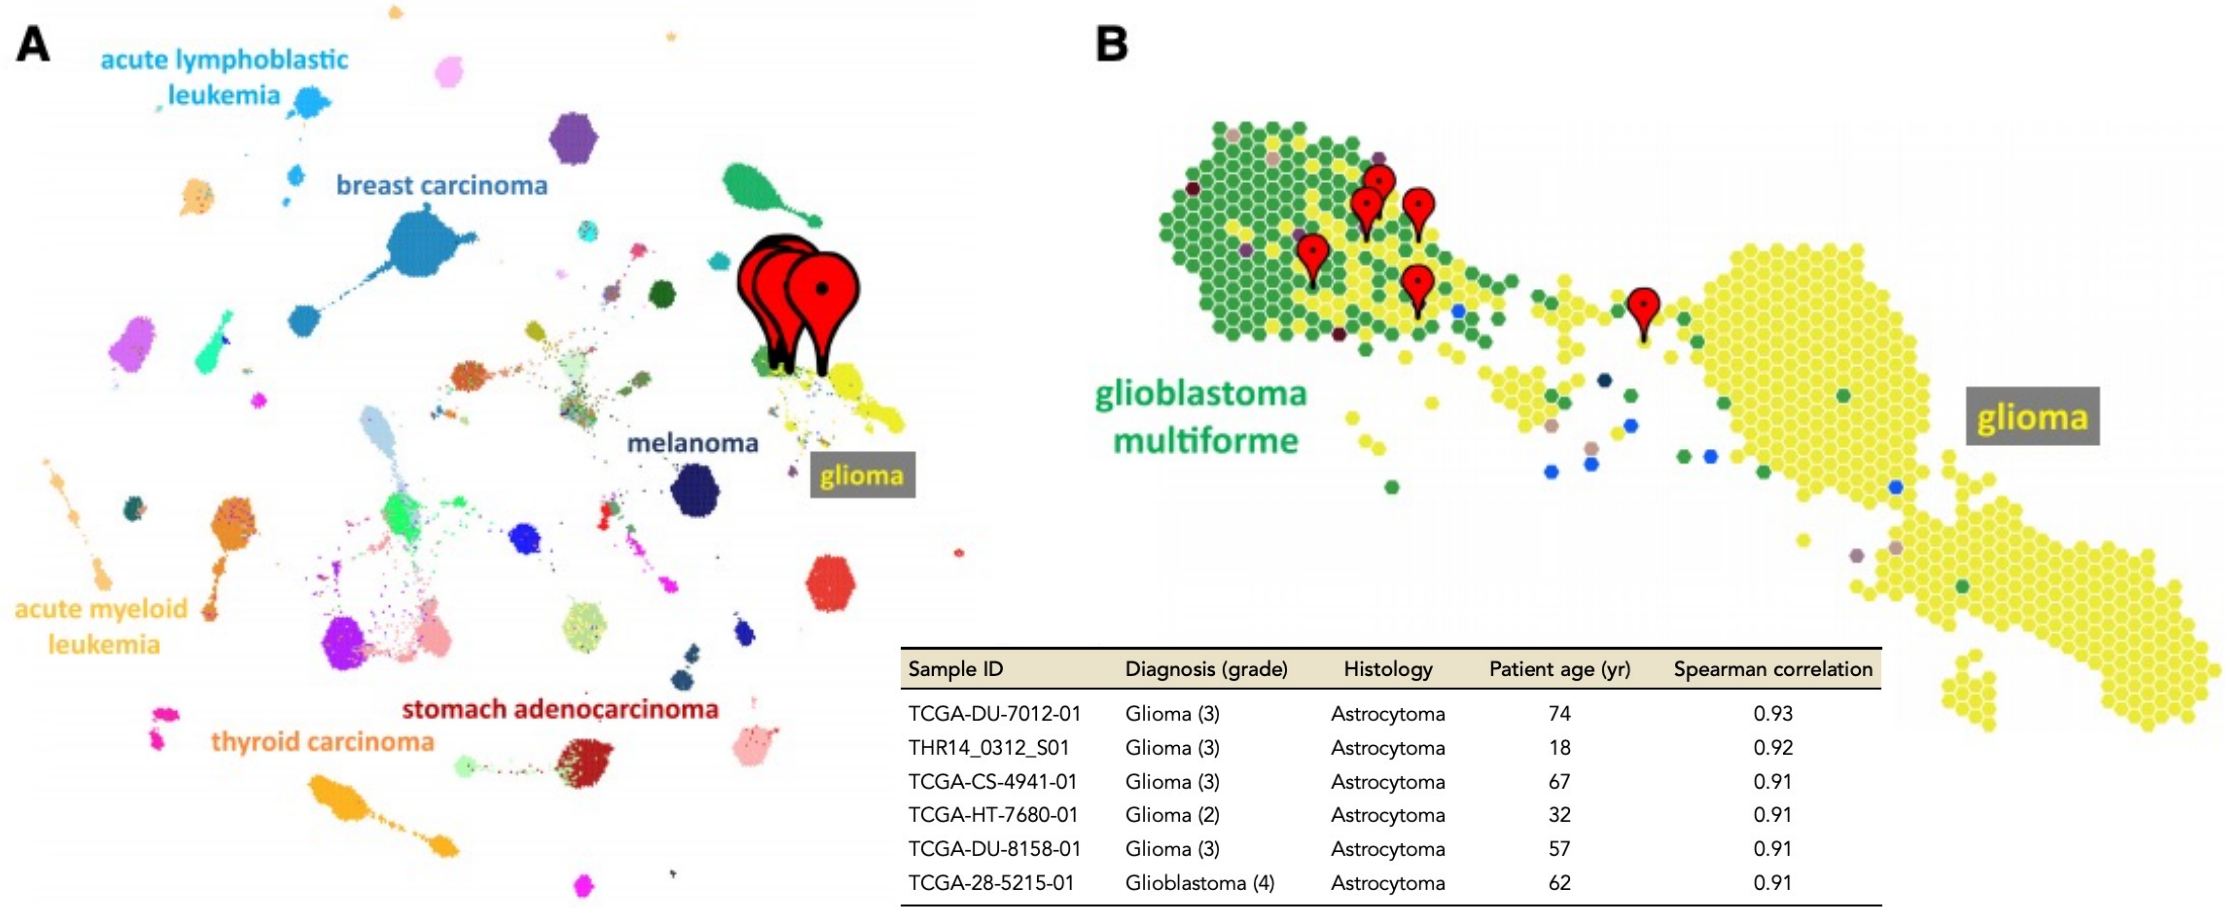 A
acute lymphoblastic
leukemia
breast carcinoma
melanoma
glioma
acute myeloid
leukemia
stomach adenocarcinoma
thyroid carcinoma
B
glioblastoma
multiforme
glioma
Sample ID Diagnosis (grade) Histology Patient age (yr) Spearman correlation
TCGA-DU-7012-01 Glioma (3) Astrocytoma 74 0.93
THR14_0312_S01 Glioma (3) Astrocytoma 18 0.92
TCGA-CS-4941-01 Glioma (3) Astrocytoma 67 0.91
TCGA-HT-7680-01 Glioma (2) Astrocytoma 32 0.91
TCGA-DU-8158-01 Glioma (3) Astrocytoma 57 0.91
TCGA-28-5215-01 Glioblastoma (4) Astrocytoma 62 0.91